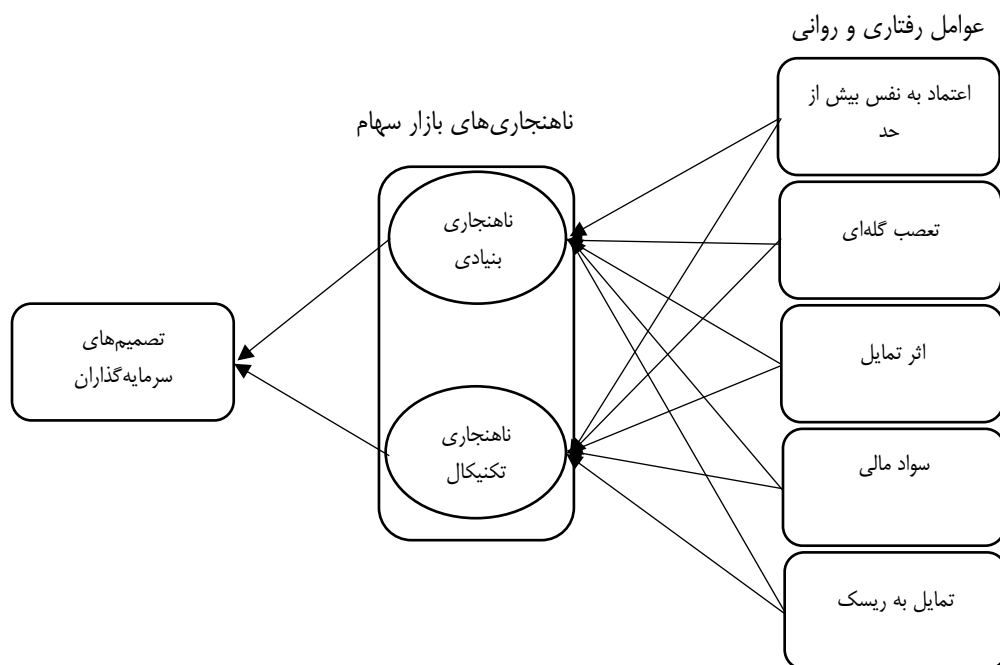 عوامل رفتاری و روانی
اعتماد به نفس بیش از
حد
تعصب گله‌ای
اثر تمایل
سواد مالی
تمایل به ریسک
ناهنجاری‌های بازار سهام
ناهنجاری
بنیادی
ناهنجاری
تکنیکال
تصمیم‌های
سرمایه‌گذاران